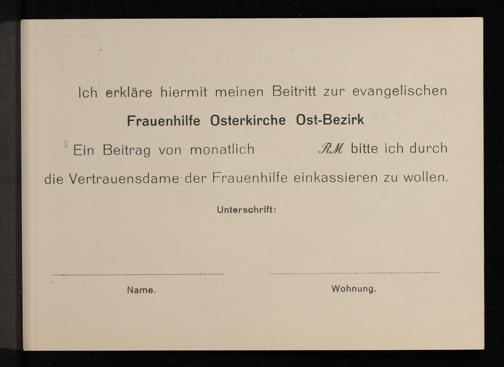 Ich erkläre hiermit meinen Beitritt zur evangelischen
Frauenhilfe Osterkirche Ost-Bezirk
Ein Beitrag von monatlich RM bitte ich durch
die Vertrauensdame der Frauenhilfe einkassieren zu wollen.
Unterschrift:
Name. Wohnung.